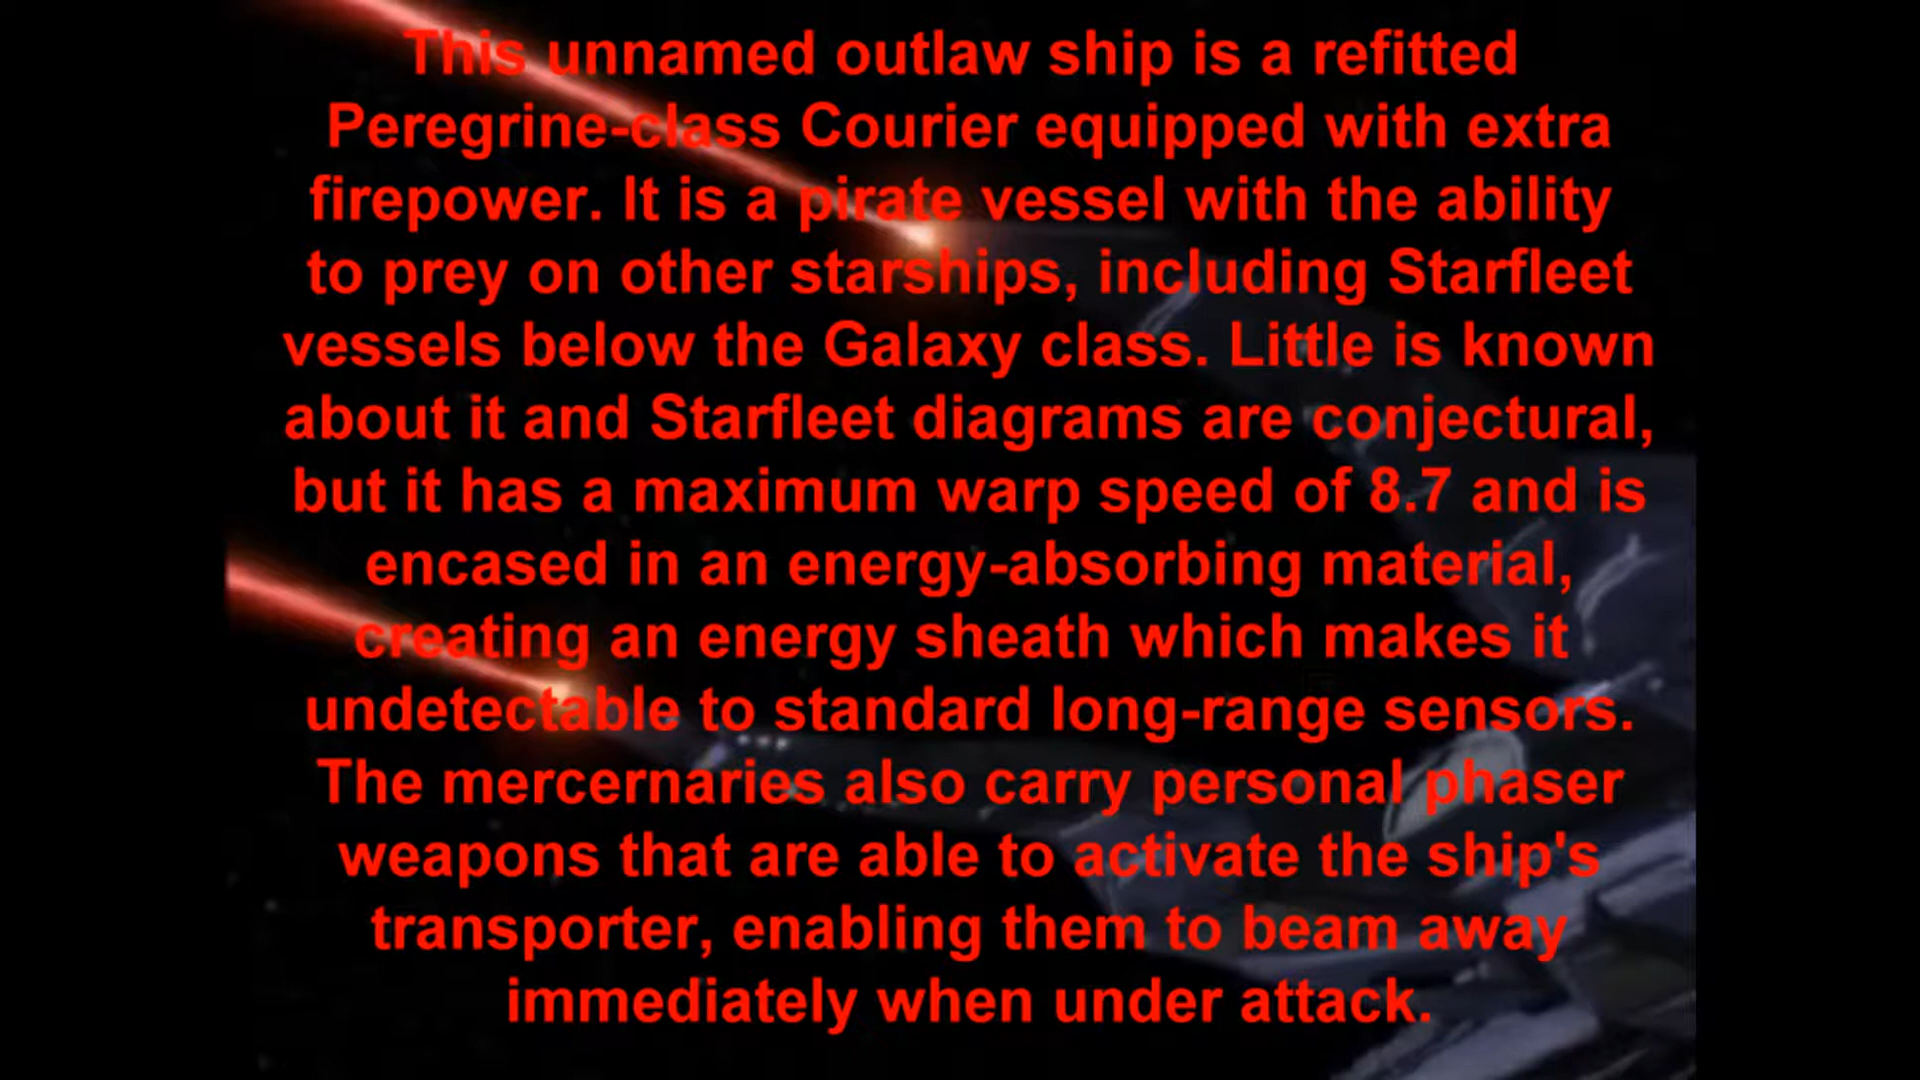 This unnamed outlaw ship is a refitted
Peregrine-class Courier equipped with extra
firepower. It is a pirate vessel with the ability
to prey on other starships, including Starfleet
vessels below the Galaxy class. Little is known
about it and Starfleet diagrams are conjectural,
but it has a maximum warp speed of 8.7 and is
encased in an energy-absorbing material,
creating an energy sheath which makes it
undetectable to standard long-range sensors.
The mercernaries also carry personal phaser
weapons that are able to activate the ship's
transporter, enabling them to beam away
immediately when under attack.